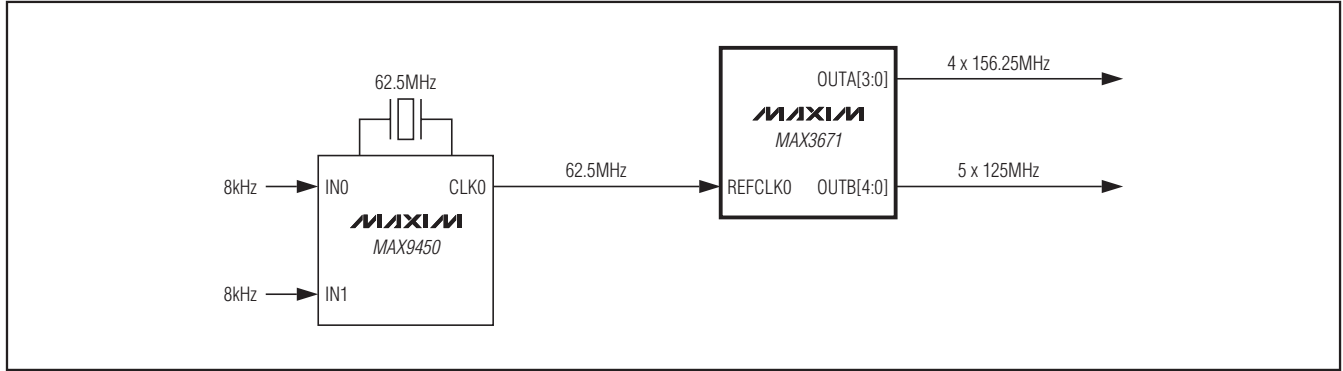 62.5MHz
8kHz
IN0
CLK0
MAXIM
MAX9450
8kHz
IN1
62.5MHz
OUTA[3:0]
4 x 156.25MHz
MAXIM
MAX3671
REFCLK0
OUTB[4:0]
5 x 125MHz